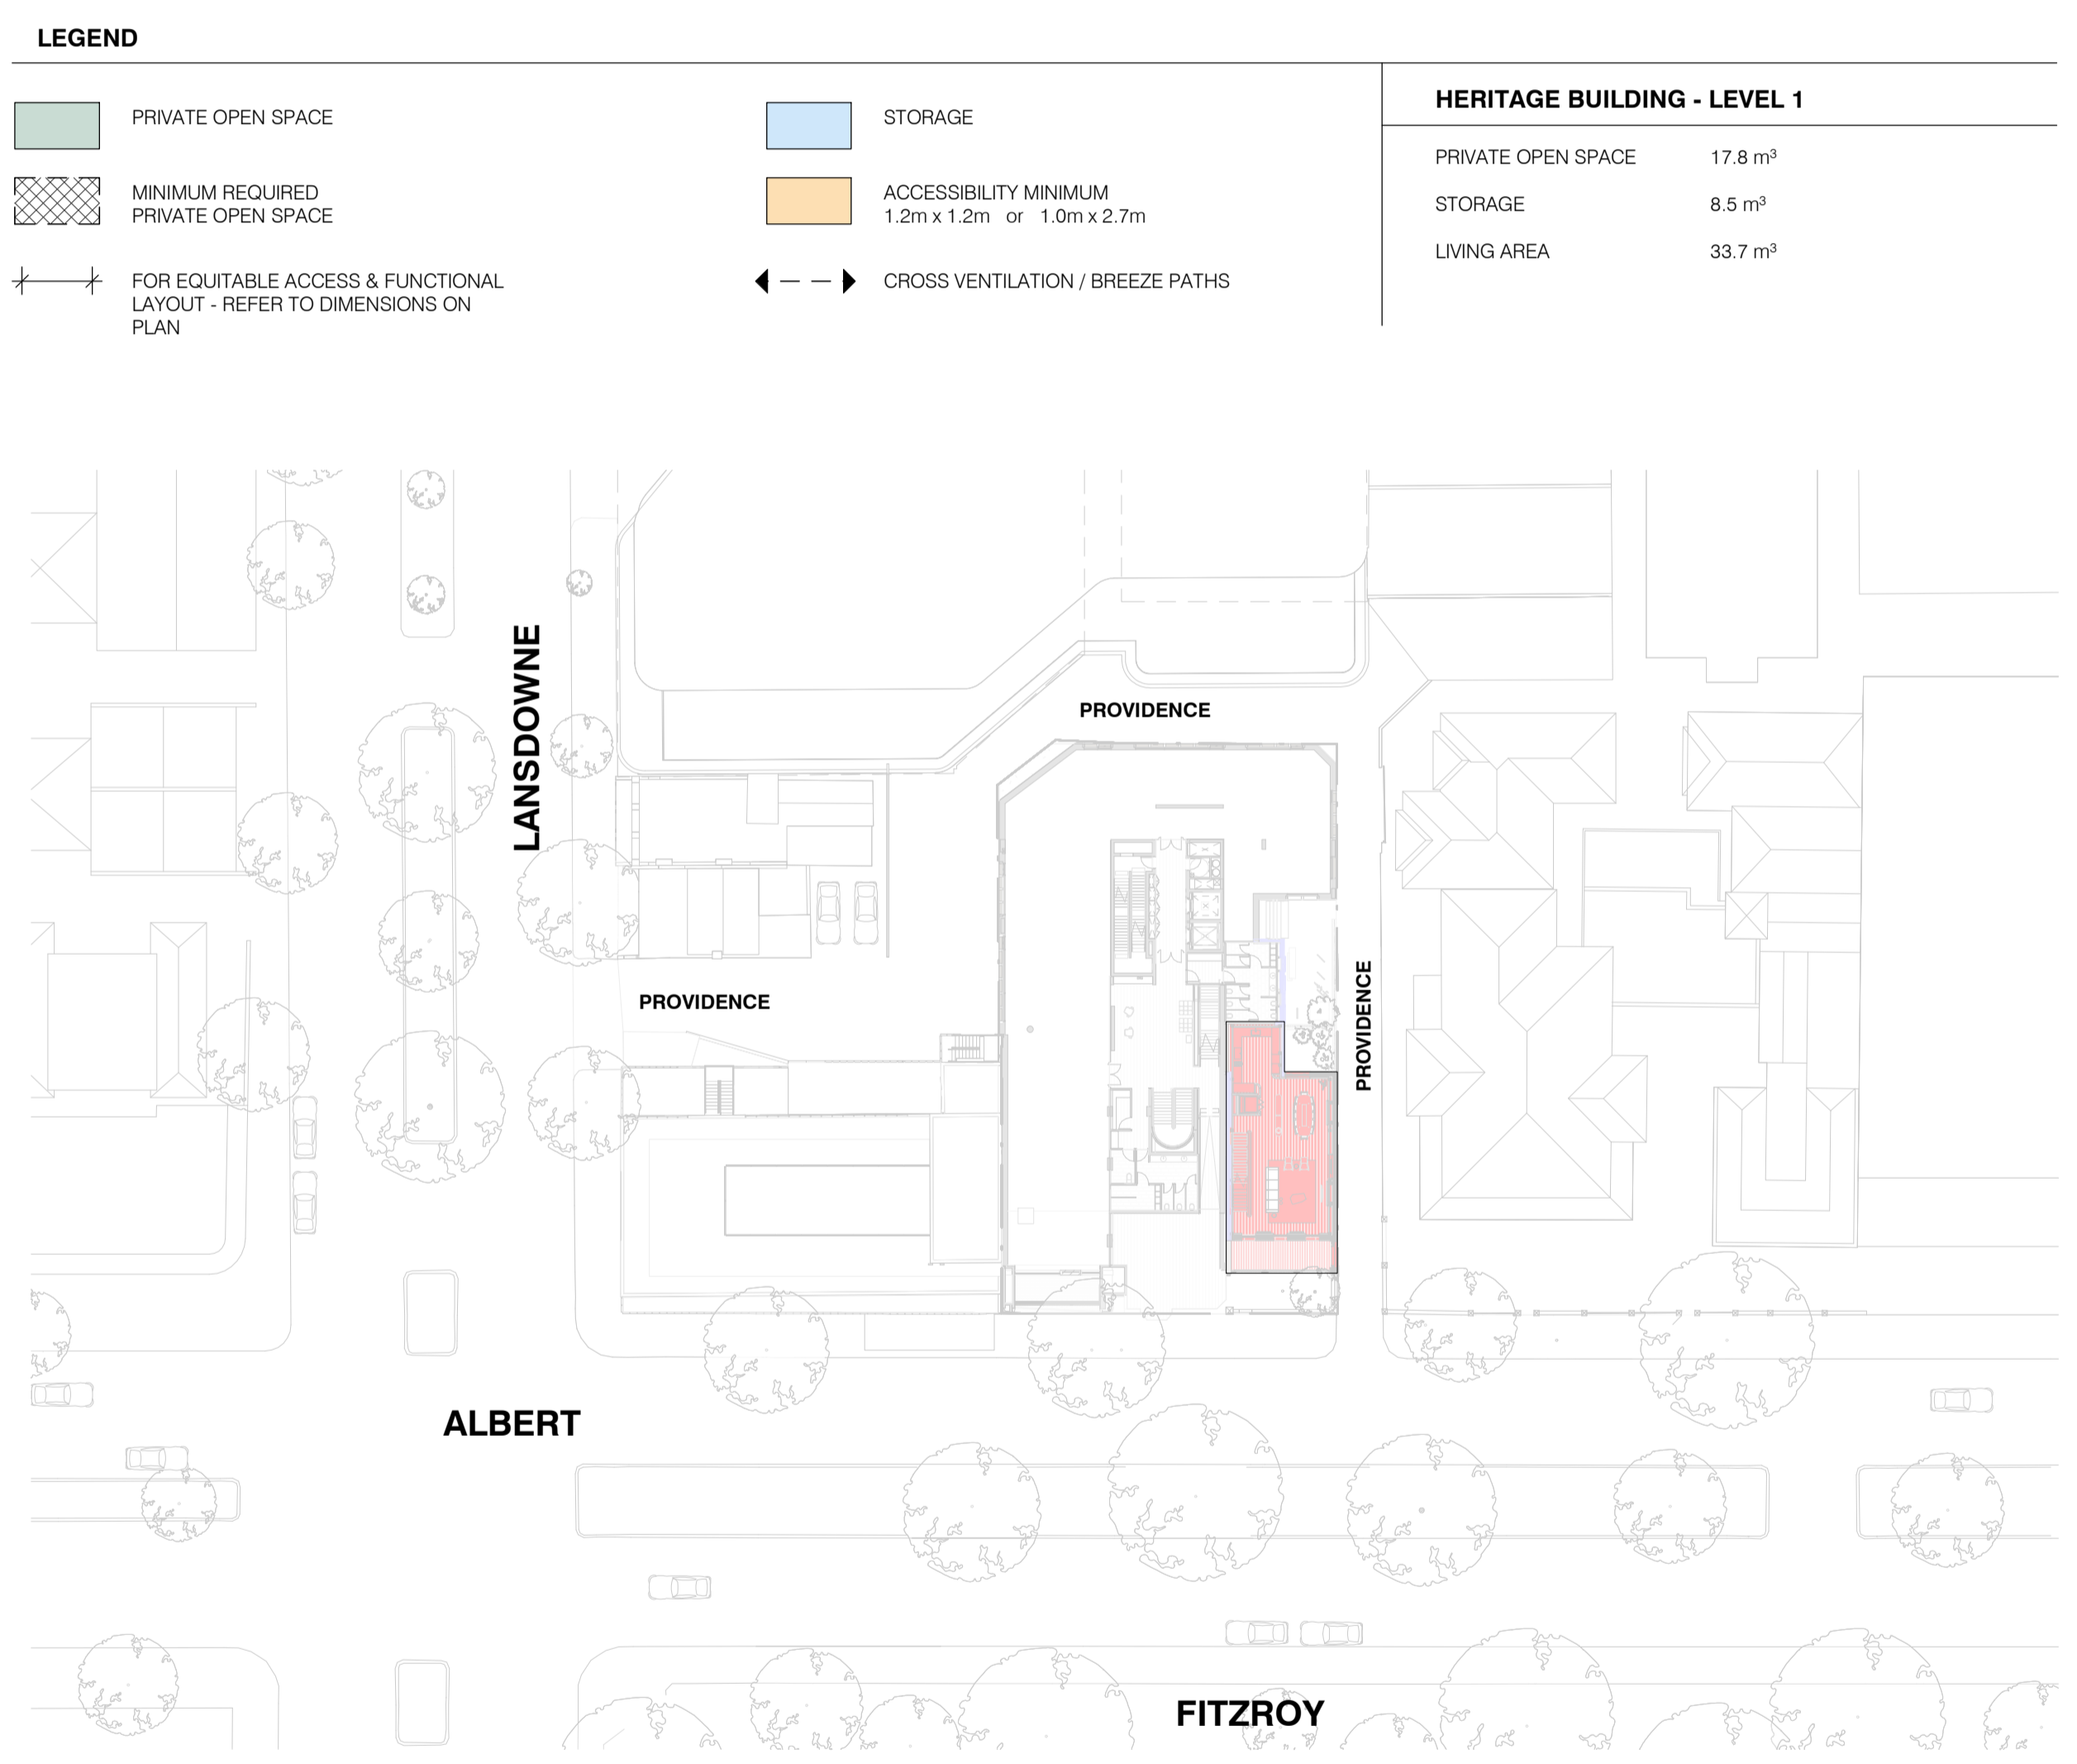 LEGEND
PRIVATE OPEN SPACE
MINIMUM REQUIRED
PRIVATE OPEN SPACE
FOR EQUITABLE ACCESS & FUNCTIONAL
LAYOUT - REFER TO DIMENSIONS ON
PLAN
STORAGE
ACCESSIBILITY MINIMUM
1.2m x 1.2m or 1.0m x 2.7m
CROSS VENTILATION / BREEZE PATHS
HERITAGE BUILDING - LEVEL 1
PRIVATE OPEN SPACE 17.8 m³
STORAGE 8.5 m³
LIVING AREA 33.7 m³
LANSDOWNE
PROVIDENCE
PROVIDENCE
PROVIDENCE
ALBERT
FITZROY